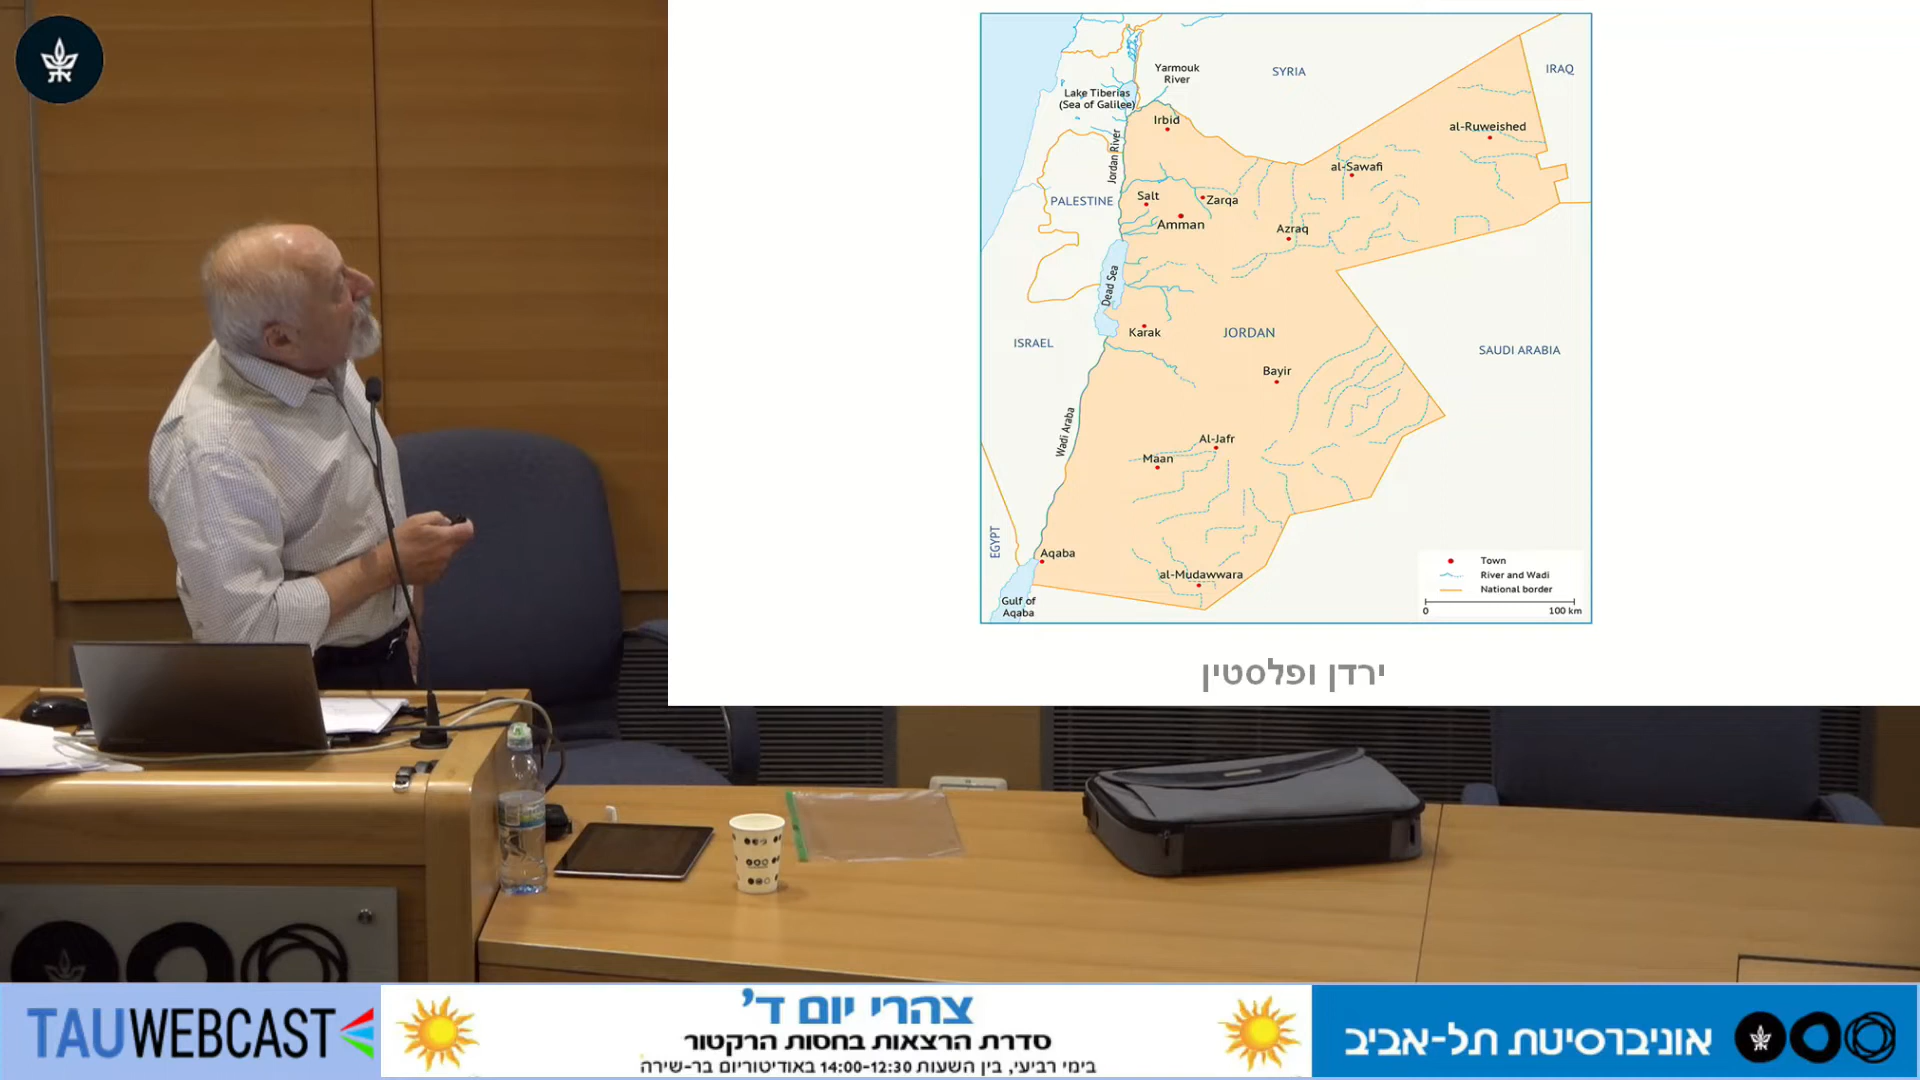 את
Yarmouk
River
SYRIA
IRAQ
Lake Tiberias
(Sea of Galilee)
Irbid
al-Ruweished
Jordan River
al-Sawafi
PALESTINE
Salt
Zarqa
Amman
Azraq
Dead Sea
Karak
JORDAN
ISRAEL
SAUDI ARABIA
Bayir
Wadi Araba
Al-Jafr
Maan
EGYPT
Aqaba
al-Mudawwara
Gulf of
Aqaba
Town
River and Wadi
National border
0 100 km
ירדן ופלסטין
TAUWEBCAST
צהרי יום ד'
סדרת הרצאות בחסות הרקטור
בימי רביעי, בין השעות 14:00-12:30 באודיטוריום בר-שירה
אוניברסיטת תל-אביב